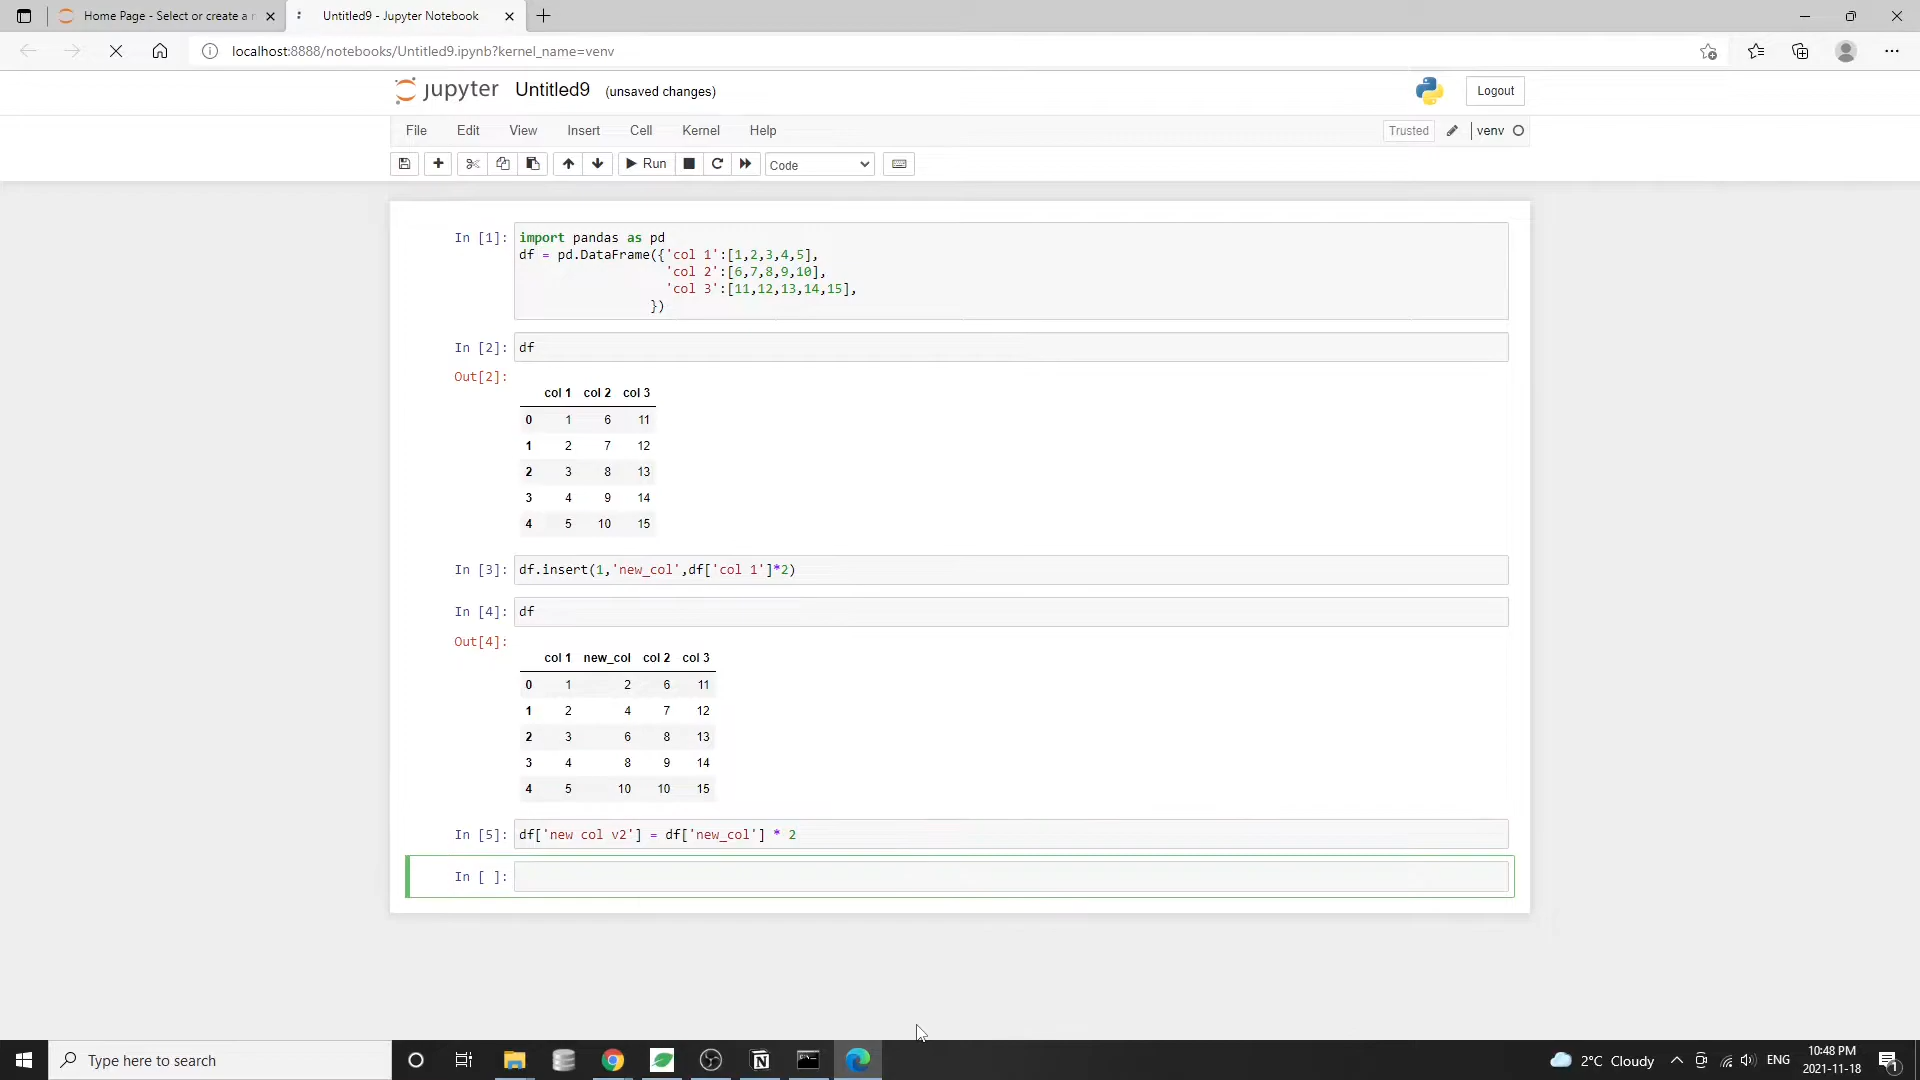 Home Page - Select or create a n
Untitled9 - Jupyter Notebook
localhost:8888/notebooks/Untitled9.ipynb?kernel_name=venv
jupyter Untitled9 (unsaved changes)
Logout
File Edit View Insert Cell Kernel Help
Trusted venv
Run Code
In [1]: import pandas as pd
df = pd.DataFrame({'col 1':[1,2,3,4,5],
'col 2':[6,7,8,9,10],
'col 3':[11,12,13,14,15],
})
In [2]: df
Out[2]:
col 1 col 2 col 3
0 1 6 11
1 2 7 12
2 3 8 13
3 4 9 14
4 5 10 15
In [3]: df.insert(1,'new_col',df['col 1']*2)
In [4]: df
Out[4]:
col 1 new_col col 2 col 3
0 1 2 6 11
1 2 4 7 12
2 3 6 8 13
3 4 8 9 14
4 5 10 10 15
In [5]: df['new col v2'] = df['new_col'] * 2
In [ ]:
Type here to search
2°C Cloudy
ENG
10:48 PM
2021-11-18
1